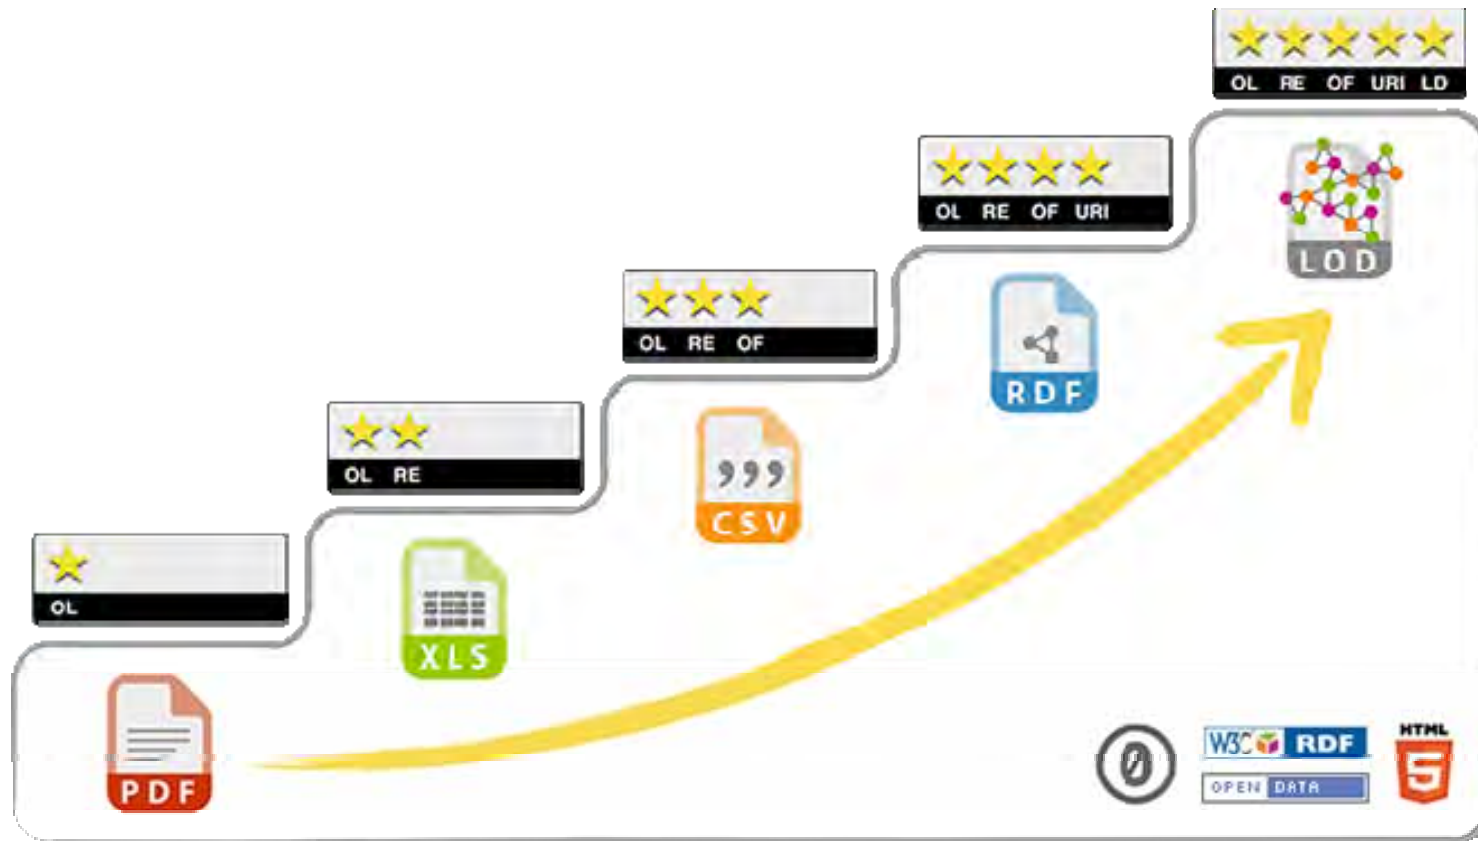 OL RE OF URI LD
LOD
OL RE OF URI
RDF
OL RE OF
,,,
CSV
OL RE
XLS
OL
PDF
0
W3C RDF
OPEN DATA
HTML
5